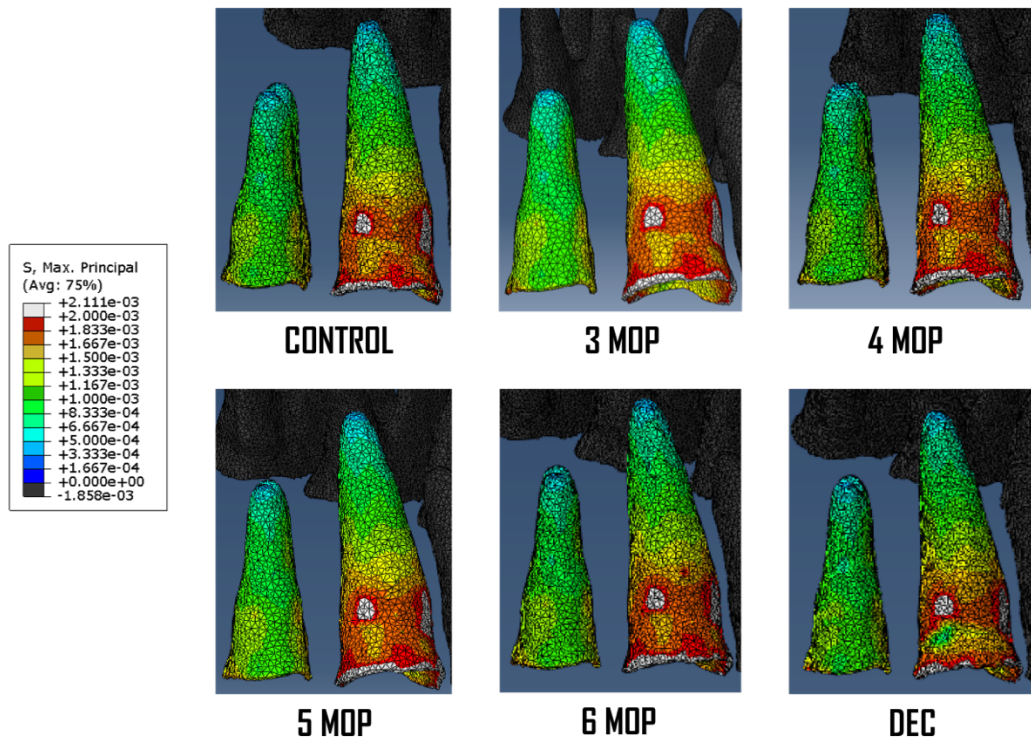 S, Max. Principal
(Avg: 75%)
+2.111e-03
+2.000e-03
+1.833e-03
+1.667e-03
+1.500e-03
+1.333e-03
+1.167e-03
+1.000e-03
+8.333e-04
+6.667e-04
+5.000e-04
+3.333e-04
+1.667e-04
+0.000e+00
-1.858e-03
CONTROL
3 MOP
4 MOP
5 MOP
6 MOP
DEC